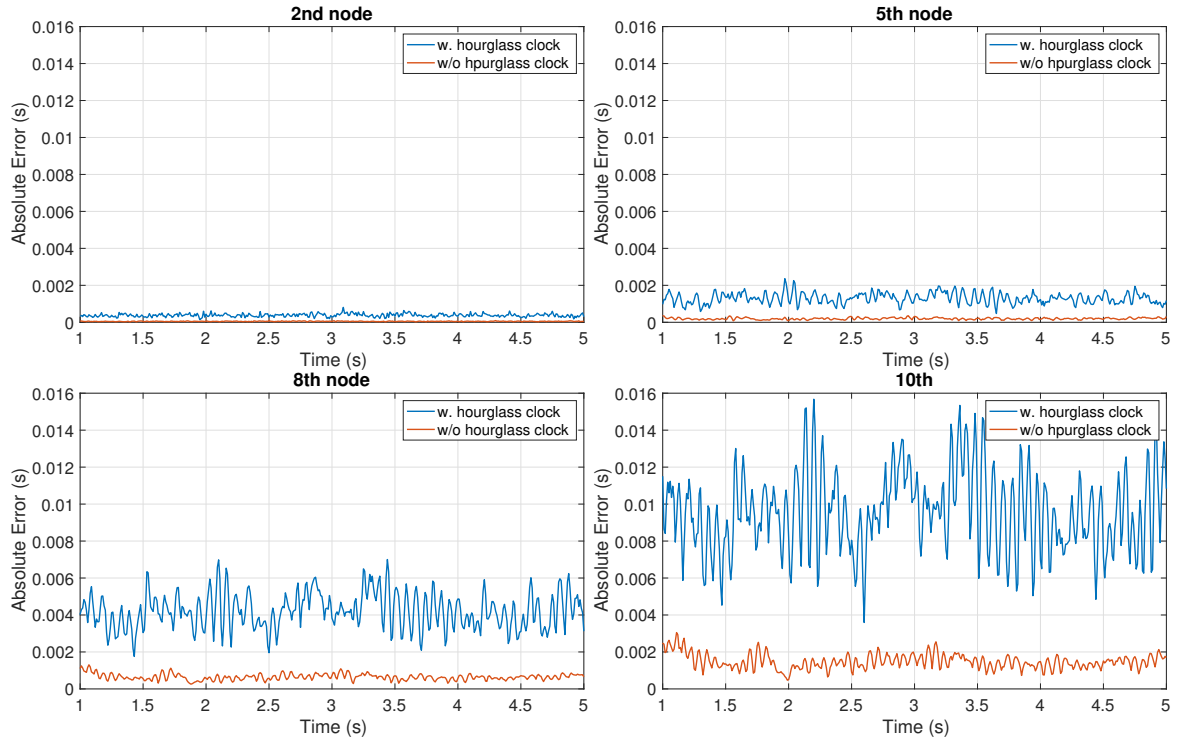 2nd node
w. hourglass clock
w/o hpurglass clock
0.016
0.014
0.012
0.01
0.008
0.006
0.004
0.002
0
Absolute Error (s)
1 1.5 2 2.5 3 3.5 4 4.5 5
Time (s)
5th node
w. hourglass clock
w/o hpurglass clock
0.016
0.014
0.012
0.01
0.008
0.006
0.004
0.002
0
Absolute Error (s)
1 1.5 2 2.5 3 3.5 4 4.5 5
Time (s)
8th node
w. hourglass clock
w/o hourglass clock
0.016
0.014
0.012
0.01
0.008
0.006
0.004
0.002
0
Absolute Error (s)
1 1.5 2 2.5 3 3.5 4 4.5 5
Time (s)
10th
w. hourglass clock
w/o hpurglass clock
0.016
0.014
0.012
0.01
0.008
0.006
0.004
0.002
0
Absolute Error (s)
1 1.5 2 2.5 3 3.5 4 4.5 5
Time (s)